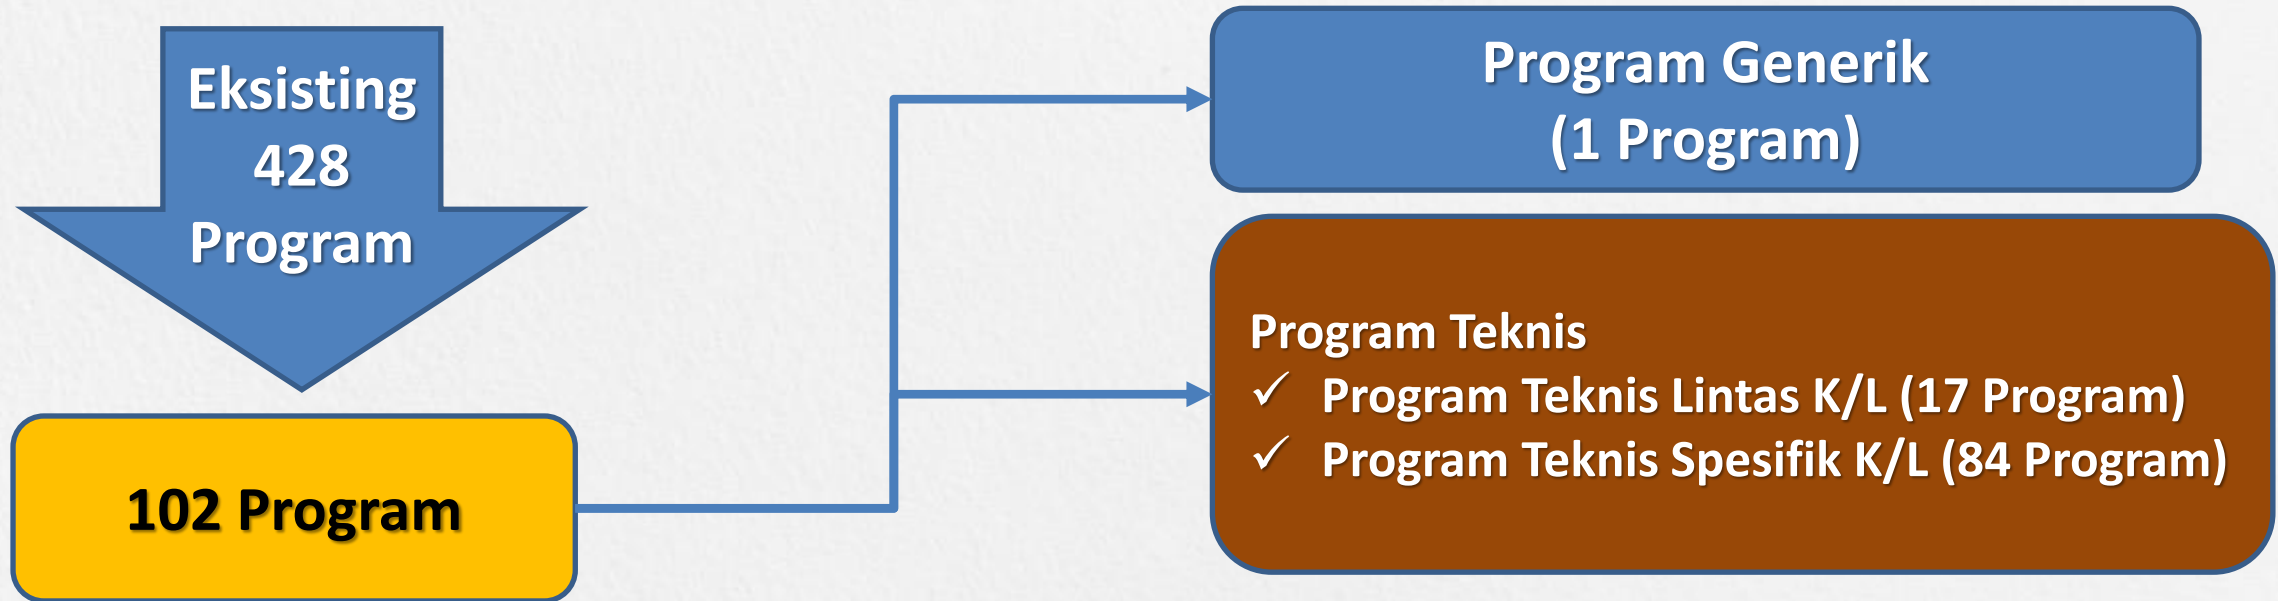 Eksisting
428
Program
102 Program
Program Generik
(1 Program)
Program Teknis
✓ Program Teknis Lintas K/L (17 Program)
✓ Program Teknis Spesifik K/L (84 Program)